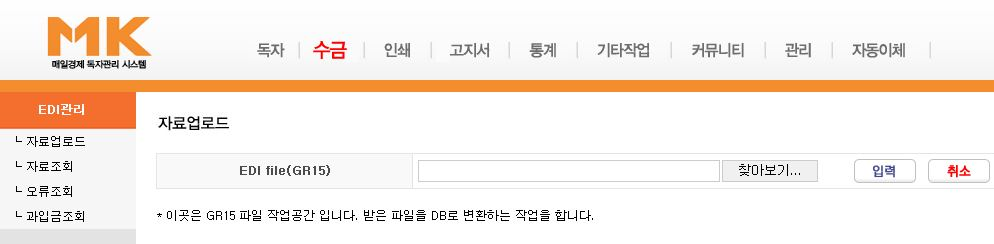 MK
매일경제 독자관리 시스템
독자 수금 인쇄 고지서 통계 기타작업 커뮤니티 관리 자동이체
EDI관리
자료업로드
└ 자료업로드
└ 자료조회
└ 오류조회
└ 과입금조회
EDI file(GR15) 찾아보기... 입력 취소
* 이곳은 GR15 파일 작업공간 입니다. 받은 파일을 DB로 변환하는 작업을 합니다.